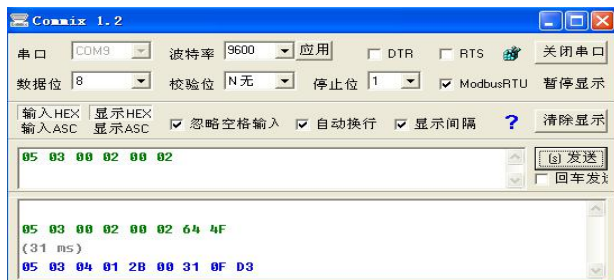 Commix 1.2
串口 COM9 波特率 9600 应用 DTR RTS 关闭串口
数据位 8 校验位 N无 停止位 1 ModbusRTU 暂停显示
输入HEX 显示HEX
输入ASC 显示ASC 忽略空格输入 自动换行 显示间隔 ? 清除显示
05 03 00 02 00 02 (s) 发送
回车发送
05 03 00 02 00 02 64 4F
(31 ms)
05 03 04 01 2B 00 31 0F D3